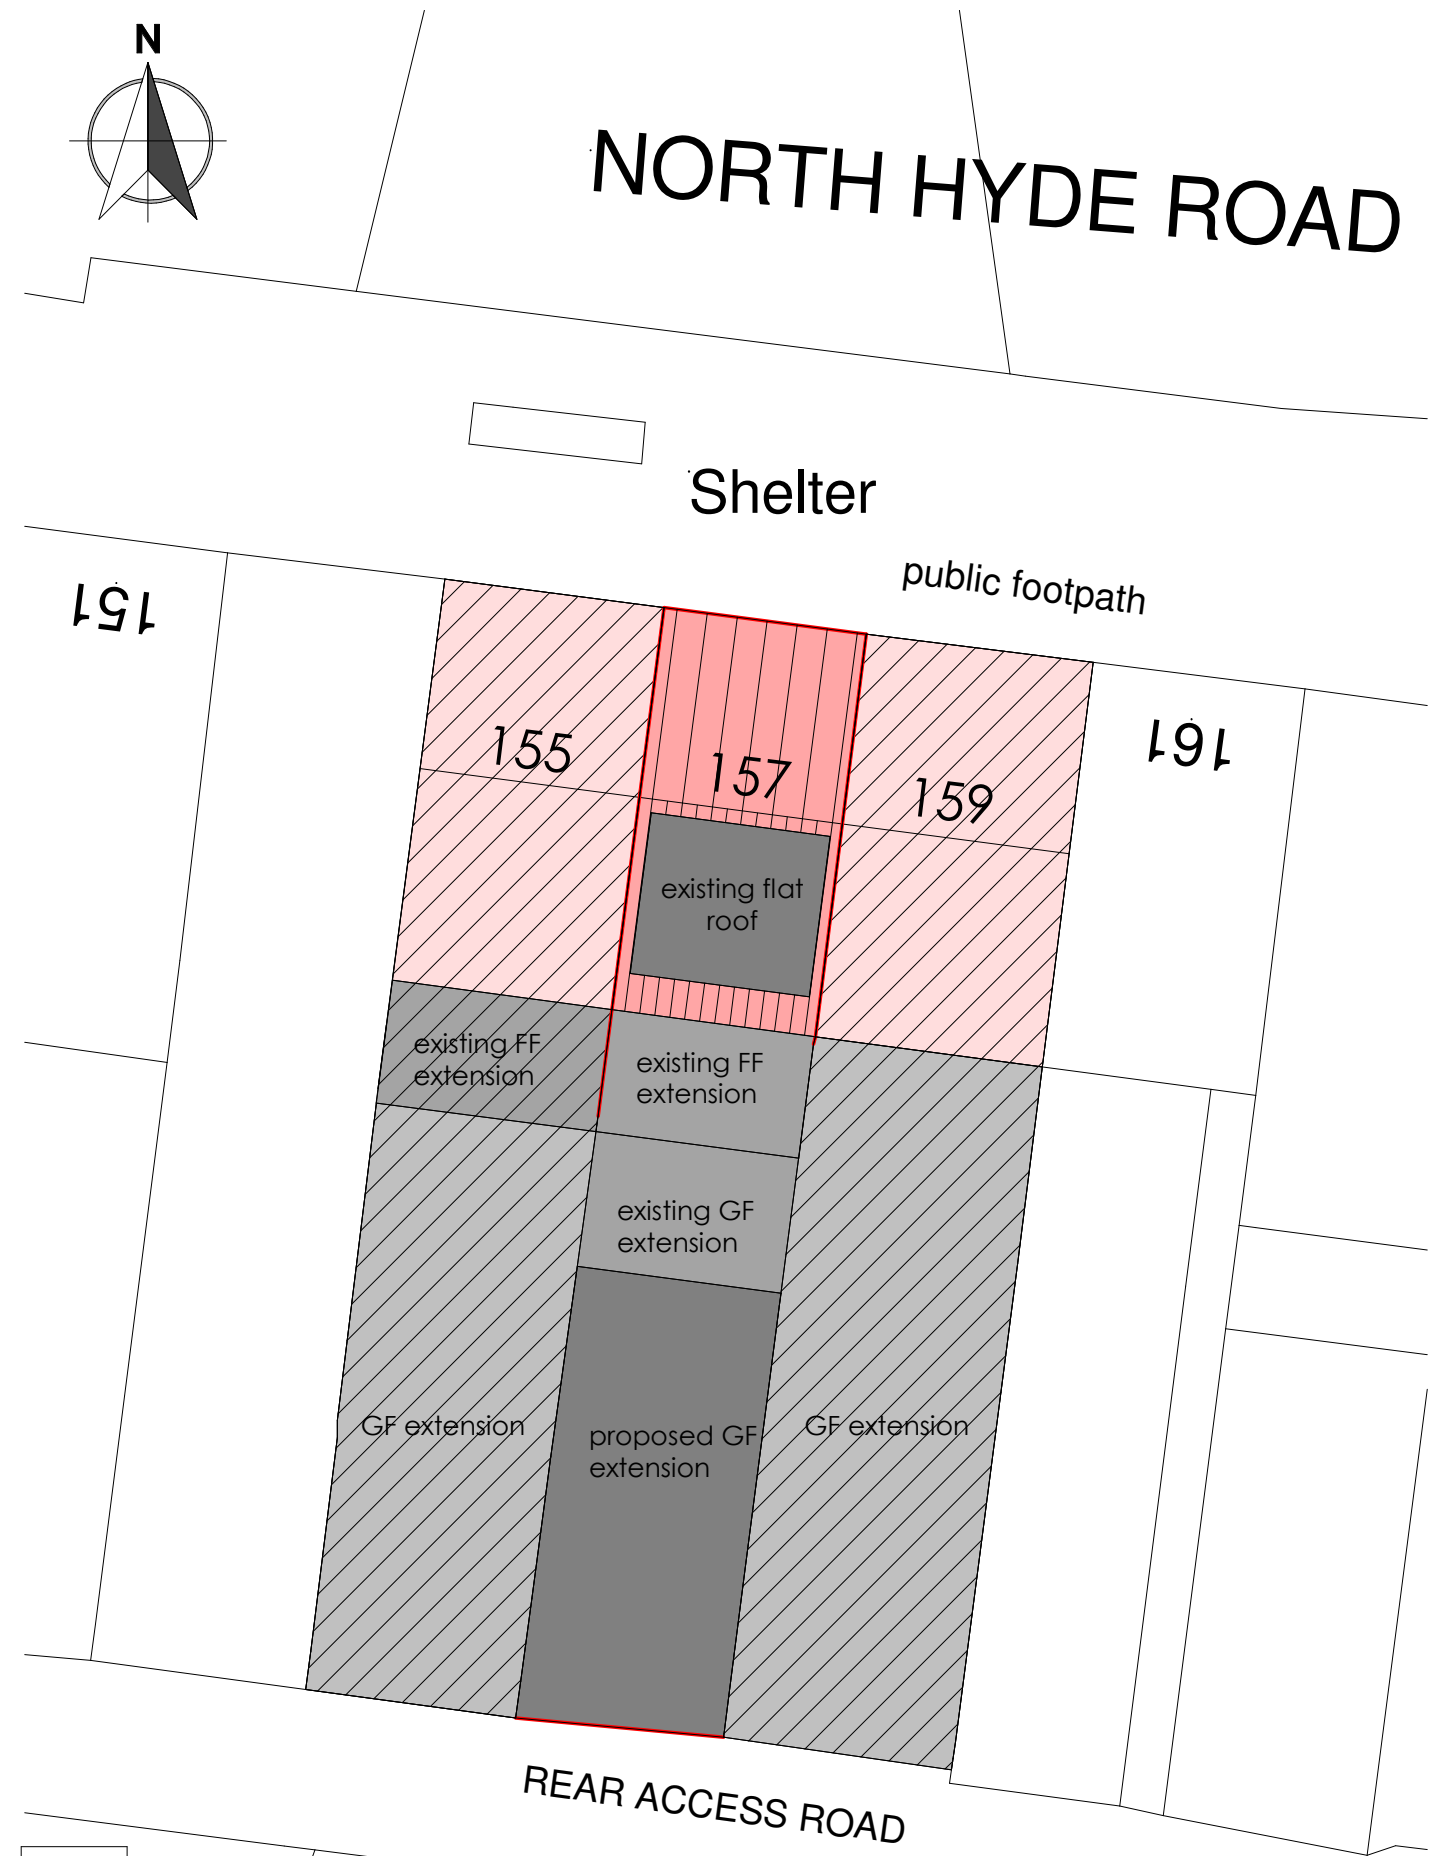 N
NORTH HYDE ROAD
Shelter
public footpath
151
155
157
159
161
existing flat
roof
existing FF
extension
existing FF
extension
existing GF
extension
GF extension
proposed GF
extension
GF extension
REAR ACCESS ROAD